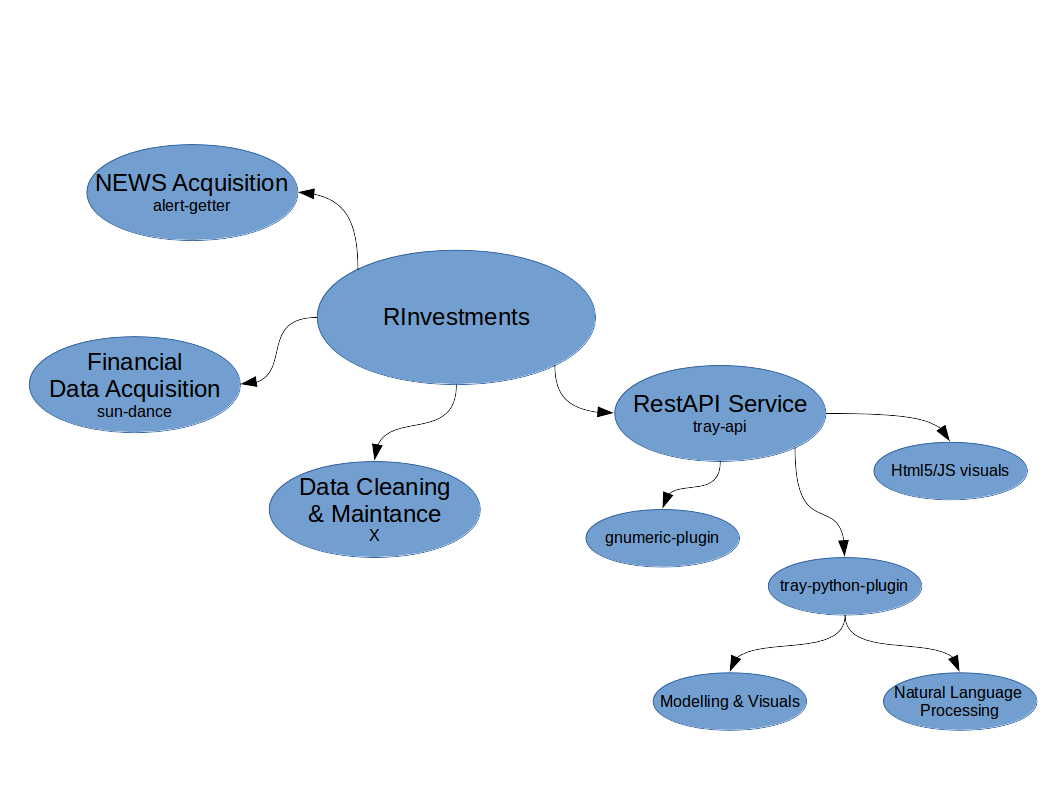 NEWS Acquisition
alert-getter
RInvestments
Financial
Data Acquisition
sun-dance
RestAPI Service
tray-api
Html5/JS visuals
Data Cleaning
& Maintance
X
gnumeric-plugin
tray-python-plugin
Modelling & Visuals
Natural Language
Processing